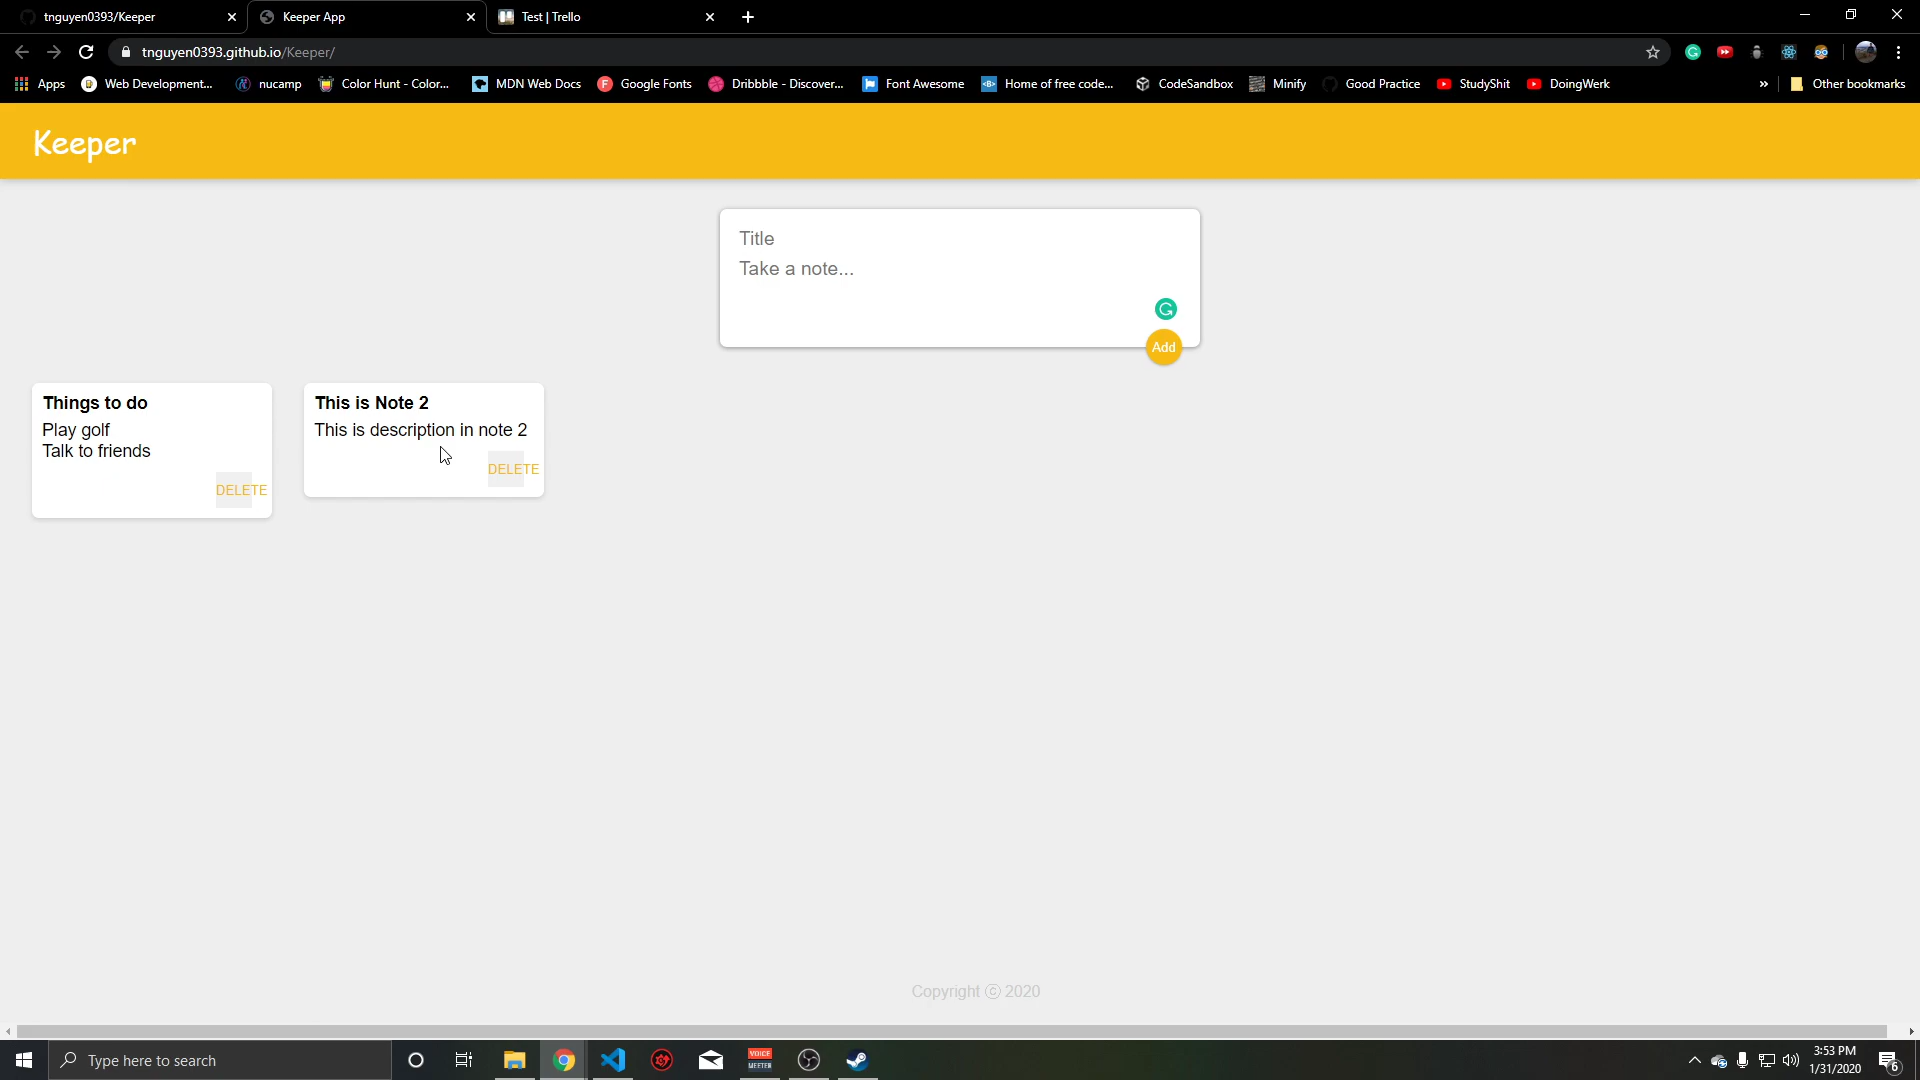 tnguyen0393/Keeper
Keeper App
Test | Trello
tnguyen0393.github.io/Keeper/
Apps
Web Development...
nucamp
Color Hunt - Color...
MDN Web Docs
Google Fonts
Dribbble - Discover...
Font Awesome
Home of free code...
CodeSandbox
Minify
Good Practice
StudyShit
DoingWerk
»
Other bookmarks
Keeper
Title
Take a note...
Add
Things to do
Play golf
Talk to friends
DELETE
This is Note 2
This is description in note 2
DELETE
Copyright ⓒ 2020
Type here to search
VOICE
MEETER
3:53 PM
1/31/2020
6